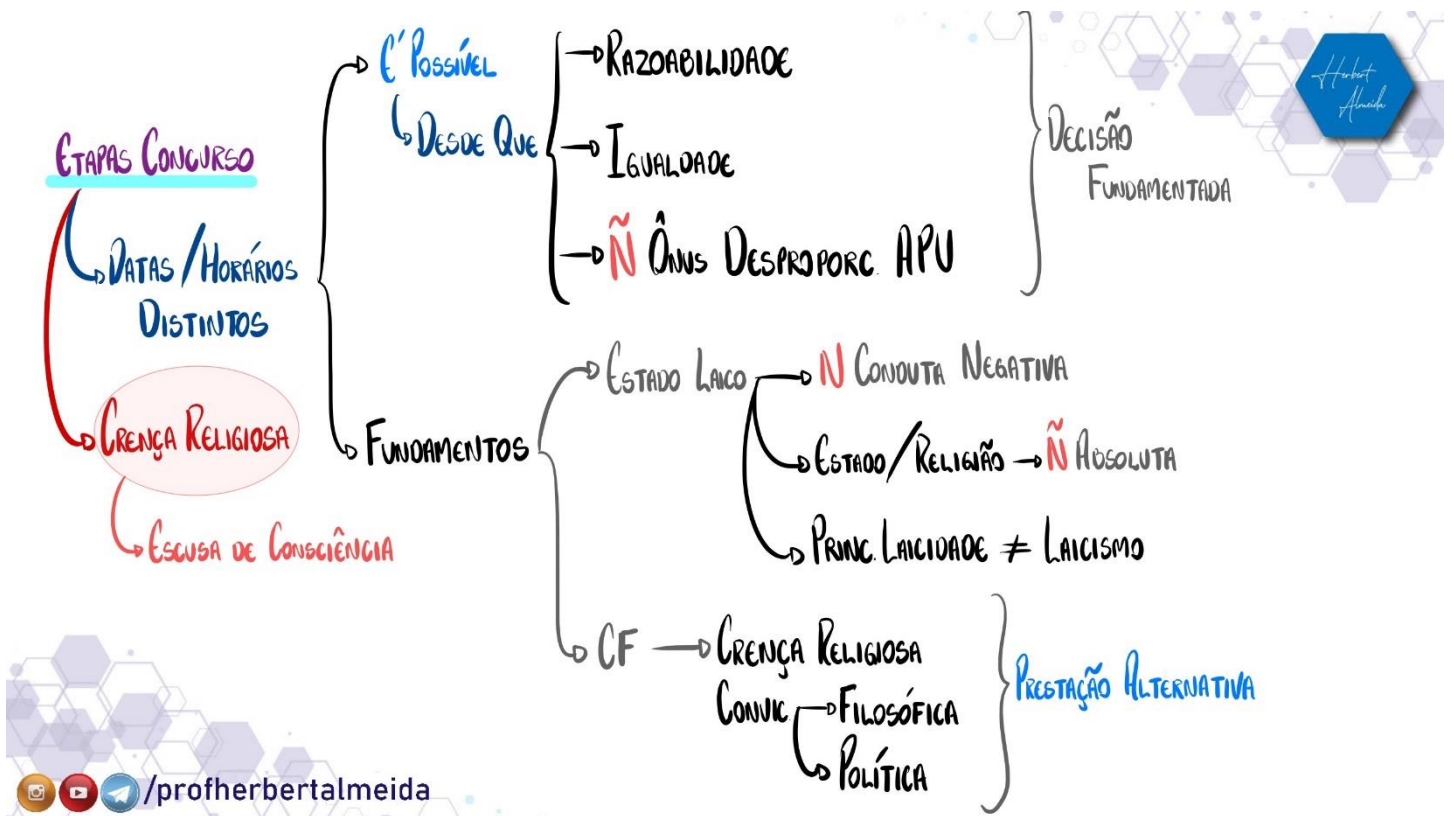 Herbert
Almeida
ETAPAS CONCURSO
DATAS/HORÁRIOS
DISTINTOS
CRENÇA RELIGIOSA
ESCUSA DE CONSCIÊNCIA
É POSSÍVEL
DESDE QUE
RAZOABILIDADE
IGUALDADE
Ñ ÔNUS DESPROPORC. APU
DECISÃO
FUNDAMENTADA
FUNDAMENTOS
ESTADO LAICO
N CONDUTA NEGATIVA
ESTADO/RELIGIÃO Ñ ABSOLUTA
PRINC. LAICIDADE ≠ LAICISMO
CF
CRENÇA RELIGIOSA
CONVIC
FILOSÓFICA
POLÍTICA
PRESTAÇÃO ALTERNATIVA
/profherbertalmeida